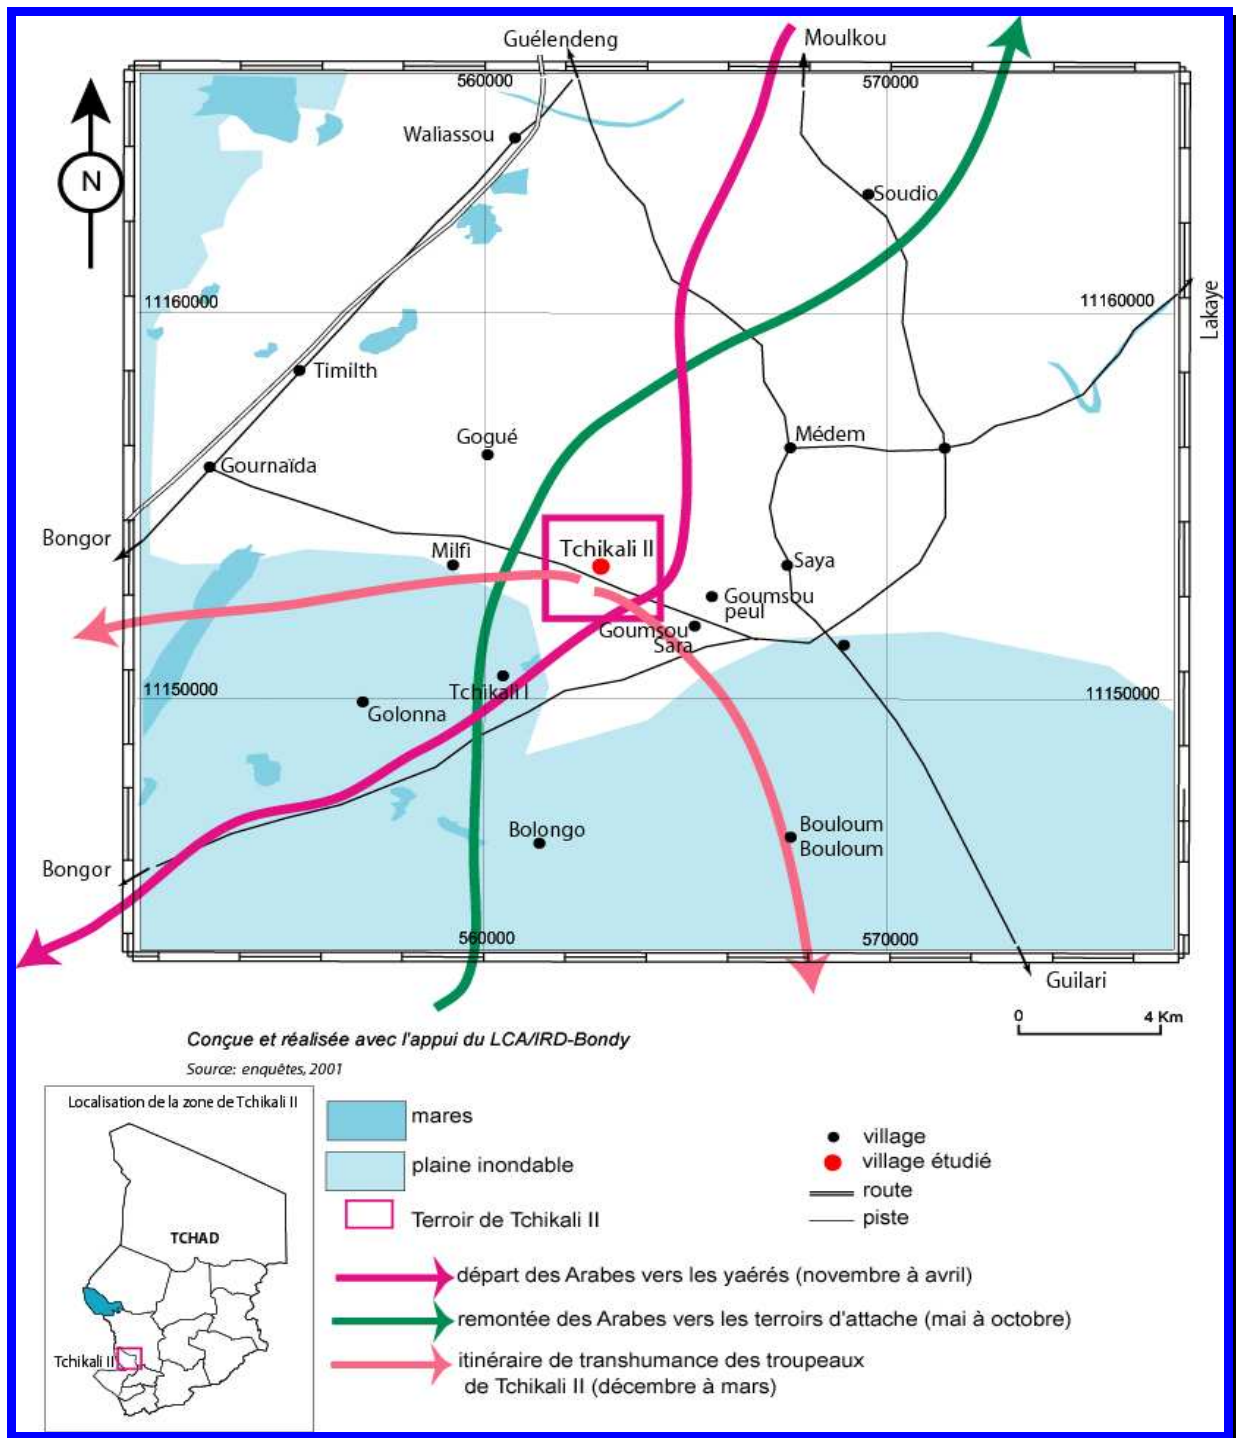 Guélendeng
Moulkou
560000
570000
Waliassou
N
Soudio
11160000
11160000
Lakaye
Timilth
Gogué
Médem
Gournaïda
Bongor
Milfi
Tchikali II
Saya
Goumsou
peul
Goumsou
Sara
11150000
Tchikali I
11150000
Golonna
Bolongo
Bouloum
Bouloum
Bongor
560000
570000
Guilari
0 4 Km
Conçue et réalisée avec l'appui du LCA/IRD-Bondy
Source: enquêtes, 2001
Localisation de la zone de Tchikali II
TCHAD
Tchikali II
mares
plaine inondable
Terroir de Tchikali II
village
village étudié
route
piste
départ des Arabes vers les yaérés (novembre à avril)
remontée des Arabes vers les terroirs d'attache (mai à octobre)
itinéraire de transhumance des troupeaux
de Tchikali II (décembre à mars)